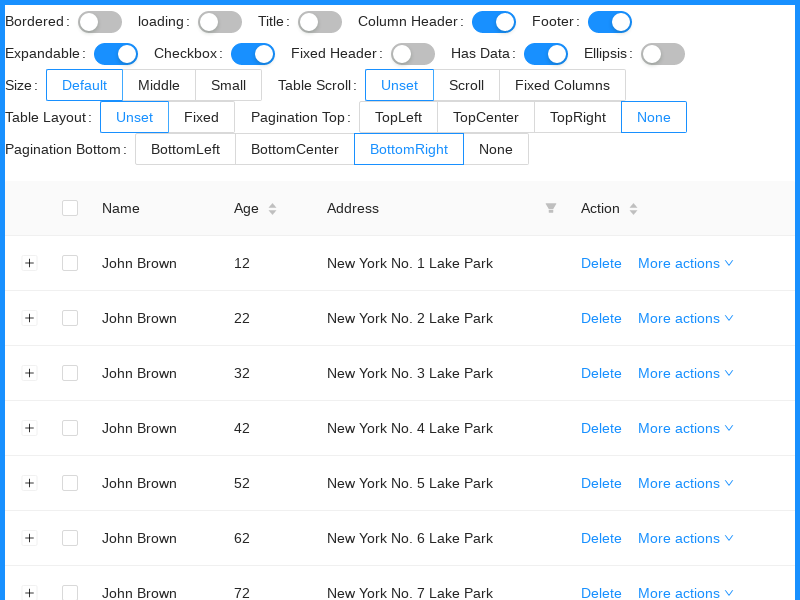 Bordered: loading: Title: Column Header: Footer:
Expandable: Checkbox: Fixed Header: Has Data: Ellipsis:
Size: Default Middle Small Table Scroll: Unset Scroll Fixed Columns
Table Layout: Unset Fixed Pagination Top: TopLeft TopCenter TopRight None
Pagination Bottom: BottomLeft BottomCenter BottomRight None
Name Age Address Action
John Brown 12 New York No. 1 Lake Park Delete More actions
John Brown 22 New York No. 2 Lake Park Delete More actions
John Brown 32 New York No. 3 Lake Park Delete More actions
John Brown 42 New York No. 4 Lake Park Delete More actions
John Brown 52 New York No. 5 Lake Park Delete More actions
John Brown 62 New York No. 6 Lake Park Delete More actions
John Brown 72 New York No. 7 Lake Park Delete More actions